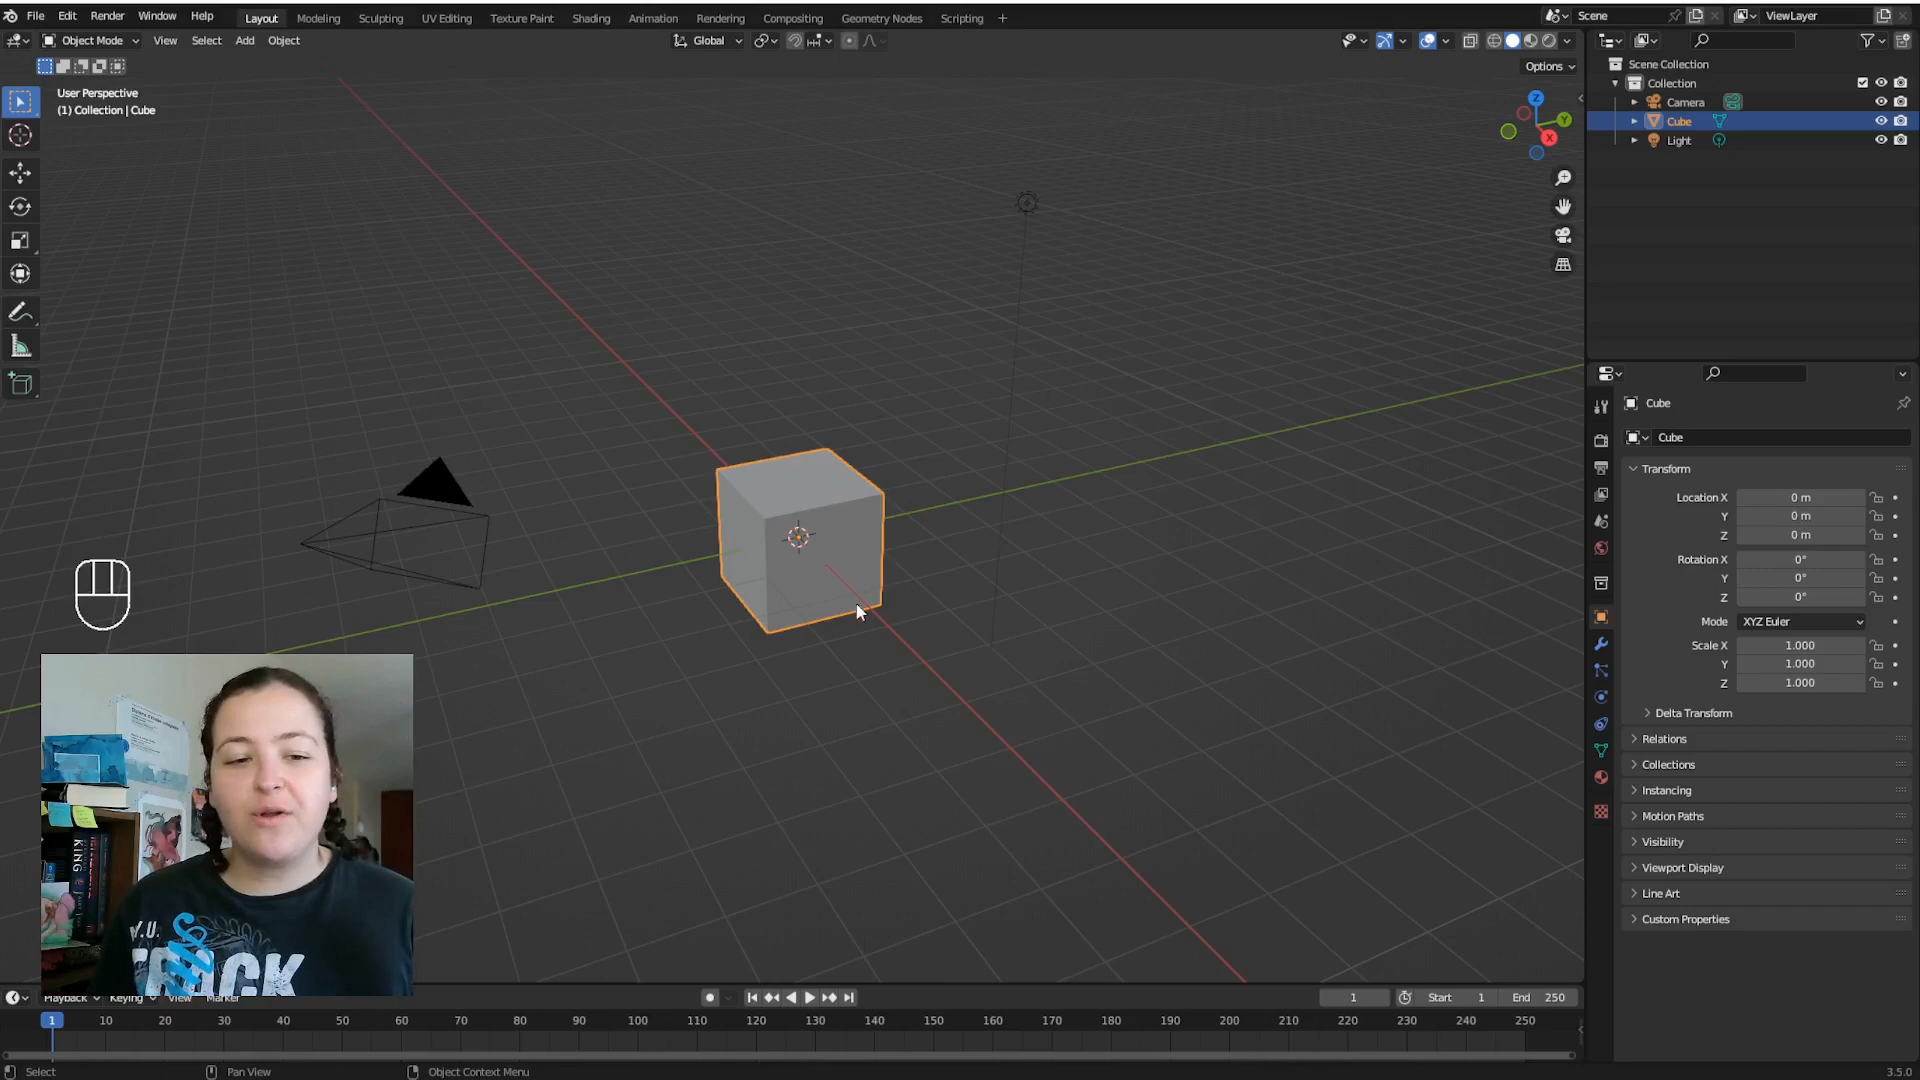 File Edit Render Window Help Layout Modeling Sculpting UV Editing Texture Paint Shading Animation Rendering Compositing Geometry Nodes Scripting + Scene ViewLayer
Object Mode View Select Add Object Global
Options
User Perspective
(1) Collection | Cube
Z
Y
X
Scene Collection
Collection
Camera
Cube
Light
Cube
Cube
Transform
Location X 0 m
Y 0 m
Z 0 m
Rotation X 0°
Y 0°
Z 0°
Mode XYZ Euler
Scale X 1.000
Y 1.000
Z 1.000
Delta Transform
Relations
Collections
Instancing
Motion Paths
Visibility
Viewport Display
Line Art
Custom Properties
KING
Y.U.
TRACK
Playback Keying View Marker 1 Start 1 End 250
1 10 20 30 40 50 60 70 80 90 100 110 120 130 140 150 160 170 180 190 200 210 220 230 240 250
Select Pan View Object Context Menu 3.5.0